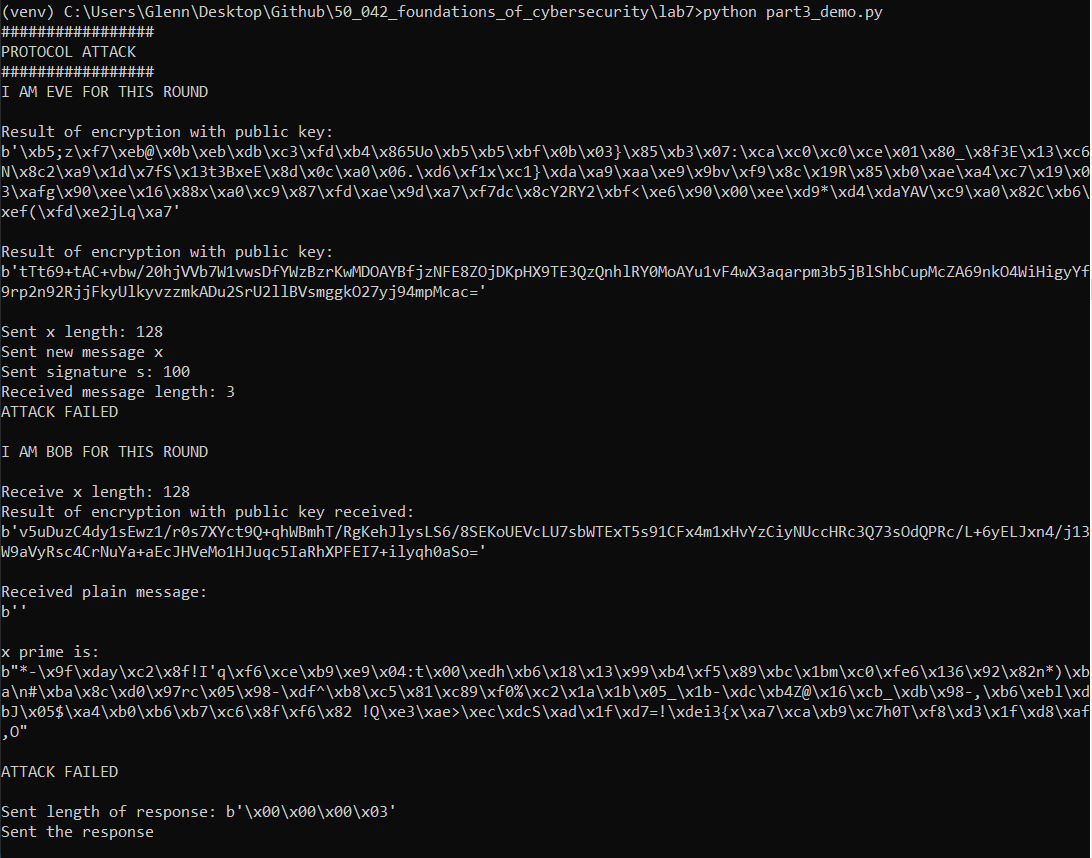 (venv) C:\Users\Glenn\Desktop\Github\50_042_foundations_of_cybersecurity\lab7>python part3_demo.py
#################
PROTOCOL ATTACK
#################
I AM EVE FOR THIS ROUND
Result of encryption with public key:
b'\xb5;z\xf7\xeb@\x0b\xeb\xdb\xc3\xfd\xb4\x865Uo\xb5\xb5\xbf\x0b\x03}\x85\xb3\x07:\xca\xc0\xc0\xce\x01\x80_\x8f3E\x13\xc6
N\x8c2\xa9\x1d\x7fS\x13t3BxeE\x8d\x0c\xa0\x06.\xd6\xf1x\xc1}\xda\xa9\xaa\xe9\x9bv\xf9\x8c\x19R\x85\xb0\xae\xa4\xc7\x19\x0
3\xafg\x90\xee\x16\x88x\xa0\xc9\x87\xfd\xae\x9d\xa7\xf7dc\x8cY2RY2\xbf<\xe6\x90\x00\xee\xd9*\xd4\xdaYAV\xc9\xa0\x82C\xb6\
xef(\xfd\xe2jLq\xa7'
Result of encryption with public key:
b'tTt69+tAC+vbw/20hjVVb7W1vwsDfYWzBzrKwMDOAYBfjzNFE8ZOjDKpHX9TE3QzQnhlRY0MoAYu1vF4wX3aqarpm3b5jBlShbCupMcZA69nkO4WiHigyYf
9rp2n92RjjFkyUlkyvzzmkADu2SrU2llBVsmggkO27yj94mpMcac='
Sent x length: 128
Sent new message x
Sent signature s: 100
Received message length: 3
ATTACK FAILED
I AM BOB FOR THIS ROUND
Receive x length: 128
Result of encryption with public key received:
b'v5uDuzC4dy1sEwz1/r0s7XYct9Q+qhWBmhT/RgKehJlysLS6/8SEKoUEVcLU7sbWTExT5s91CFx4m1xHvYzCiyNUccHRc3Q73sOdQPRc/L+6yELJxn4/j13
W9aVyRsc4CrNuYa+aEcJHVeMo1HJuqc5IaRhXPFEI7+ilyqh0aSo='
Received plain message:
b''
x prime is:
b"*-\x9f\xday\xc2\x8f!I'q\xf6\xce\xb9\xe9\x04:t\x00\xedh\xb6\x18\x13\x99\xb4\xf5\x89\xbc\x1bm\xc0\xfe6\x136\x92\x82n*)\xb
a\n#\xba\x8c\xd0\x97rc\x05\x98-\xdf^\xb8\xc5\x81\xc89\xf0%\xc2\x1a\x1b\x05_\x1b-\xdc\xb4Z@\x16\xcb_\xdb\x98-,\xb6\xebl\xd
bJ\x05$\xa4\xb0\xb6\xb7\xc6\x8f\xf6\x82 !Q\xe3\xae>\xec\xdcS\xad\x1f\xd7=!\xdei3{x\xa7\xca\xb9\xc7h0T\xf8\xd3\x1f\xd8\xaf
,O"
ATTACK FAILED
Sent length of response: b'\x00\x00\x00\x03'
Sent the response